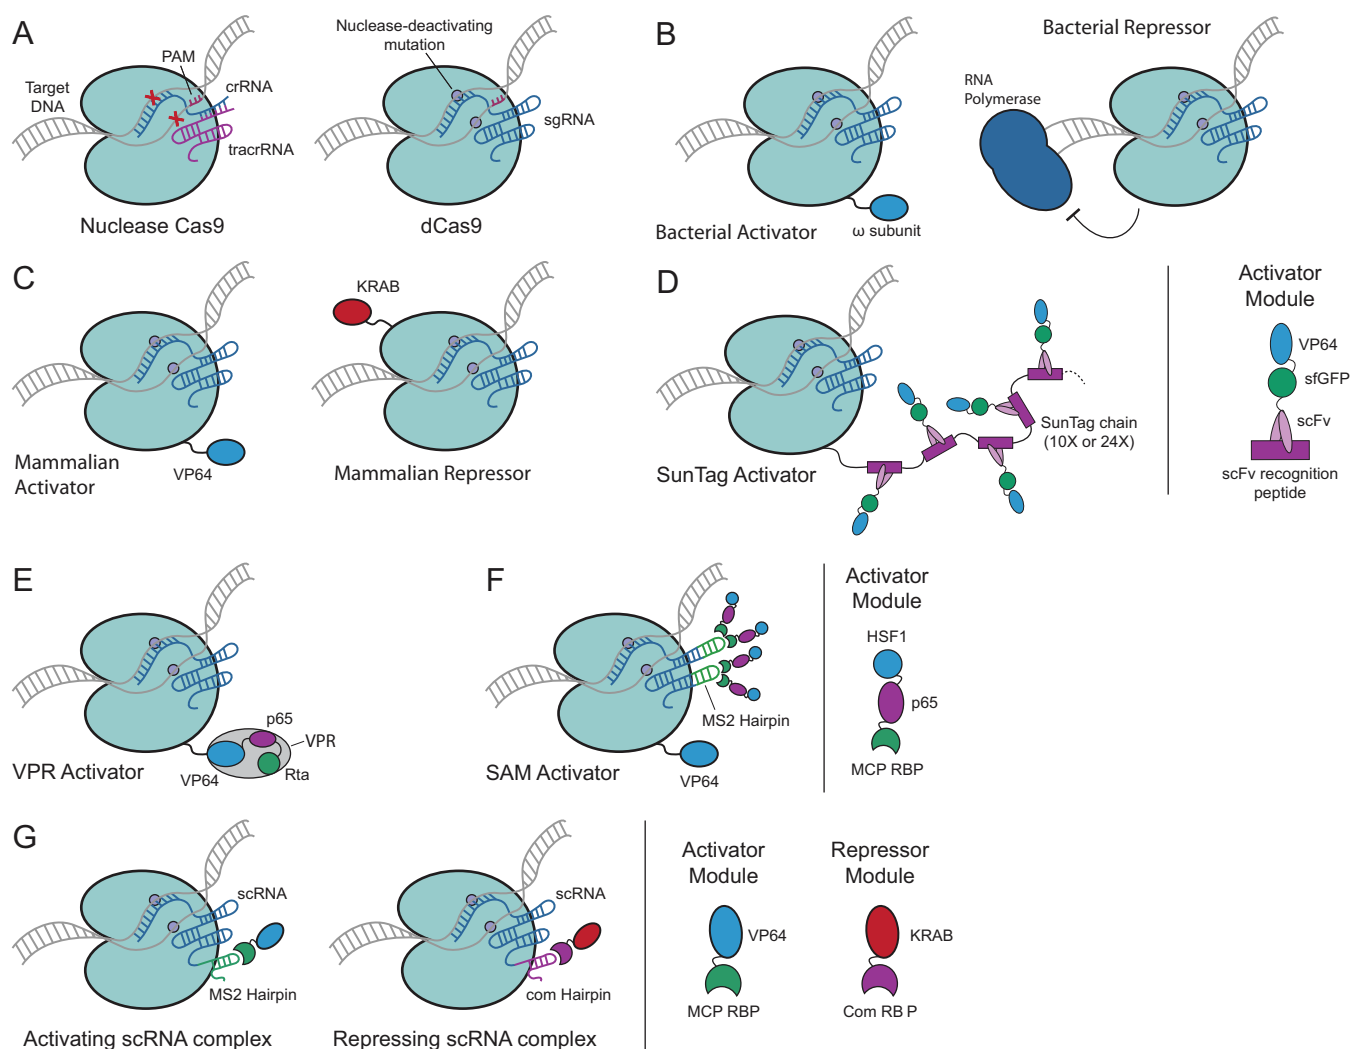 A
Target
DNA
PAM
crRNA
tracrRNA
Nuclease Cas9
Nuclease-deactivating
mutation
sgRNA
dCas9
B
Bacterial Activator
ω subunit
Bacterial Repressor
RNA
Polymerase
C
Mammalian
Activator
VP64
KRAB
Mammalian Repressor
D
SunTag Activator
SunTag chain
(10X or 24X)
Activator
Module
VP64
sfGFP
scFv
scFv recognition
peptide
E
VPR Activator
p65
VPR
VP64
Rta
F
MS2 Hairpin
SAM Activator
VP64
Activator
Module
HSF1
p65
MCP RBP
G
scRNA
MS2 Hairpin
Activating scRNA complex
scRNA
com Hairpin
Repressing scRNA complex
Activator
Module
VP64
MCP RBP
Repressor
Module
KRAB
Com RB P